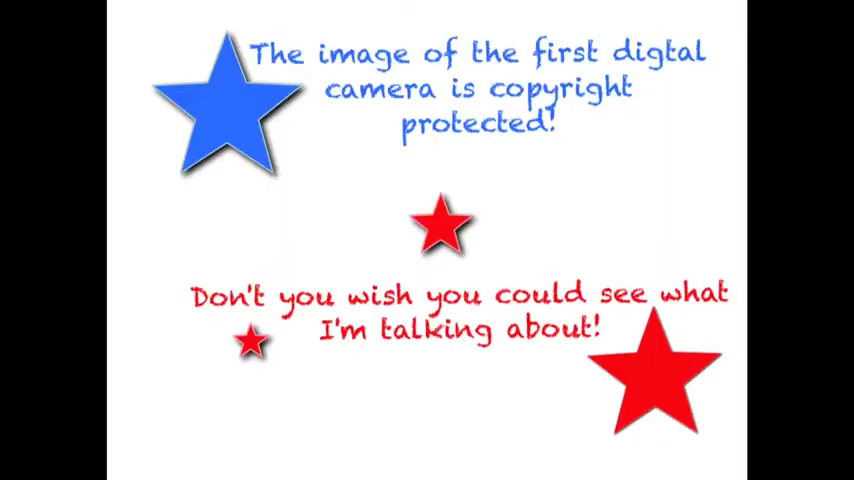 The image of the first digtal
camera is copyright
protected!
Don't you wish you could see what
I'm talking about!